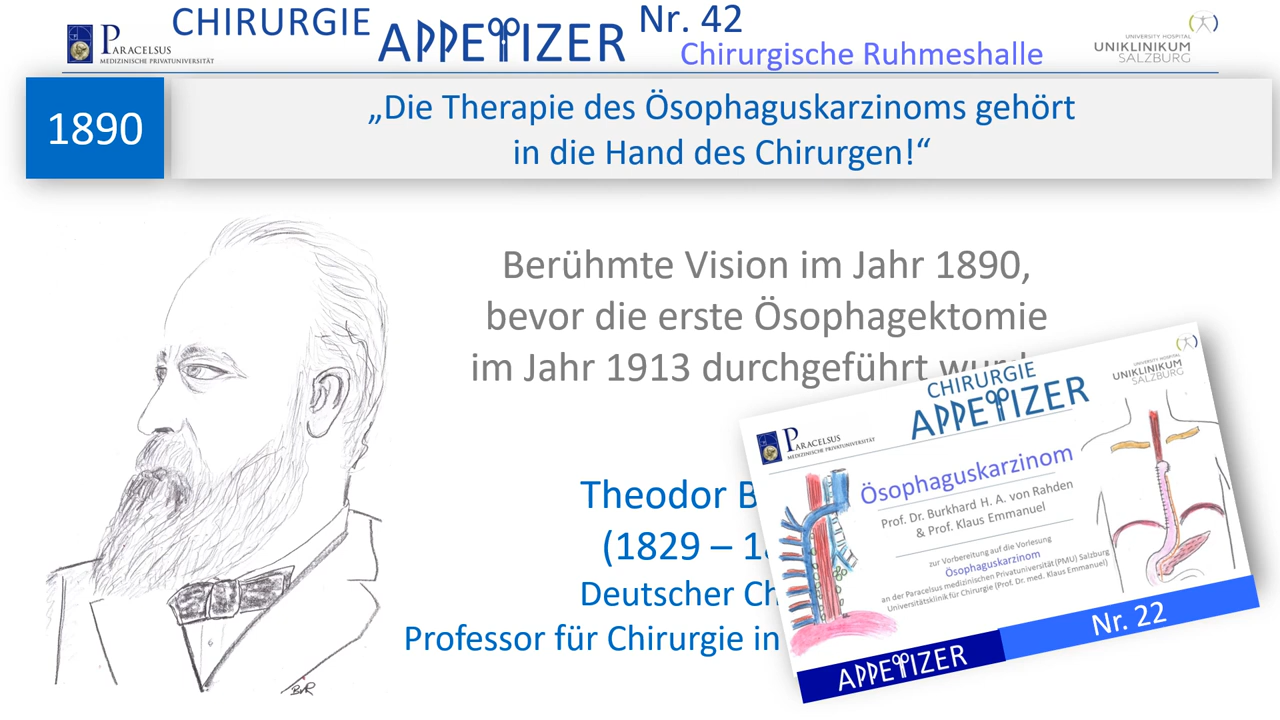 CHIRURGIE
APPETIZER
Nr. 42
Chirurgische Ruhmeshalle
PARACELSUS
MEDIZINISCHE PRIVATUNIVERSITÄT
UNIVERSITY HOSPITAL
UNIKLINIKUM
SALZBURG
1890
„Die Therapie des Ösophaguskarzinoms gehört
in die Hand des Chirurgen!“
Berühmte Vision im Jahr 1890,
bevor die erste Ösophagektomie
im Jahr 1913 durchgeführt
Theodor
(1829 –
Deutscher
Professor für Chirurgie in
BvR
CHIRURGIE
APPETIZER
PARACELSUS
MEDIZINISCHE PRIVATUNIVERSITÄT
UNIVERSITY HOSPITAL
UNIKLINIKUM
SALZBURG
Ösophaguskarzinom
Prof. Dr. Burkhard H. A. von Rahden
& Prof. Klaus Emmanuel
zur Vorbereitung auf die Vorlesung
Ösophaguskarzinom
an der Paracelsus medizinischen Privatuniversität (PMU) Salzburg
Universitätsklinik für Chirurgie (Prof. Dr. med. Klaus Emmanuel)
APPETIZER
Nr. 22